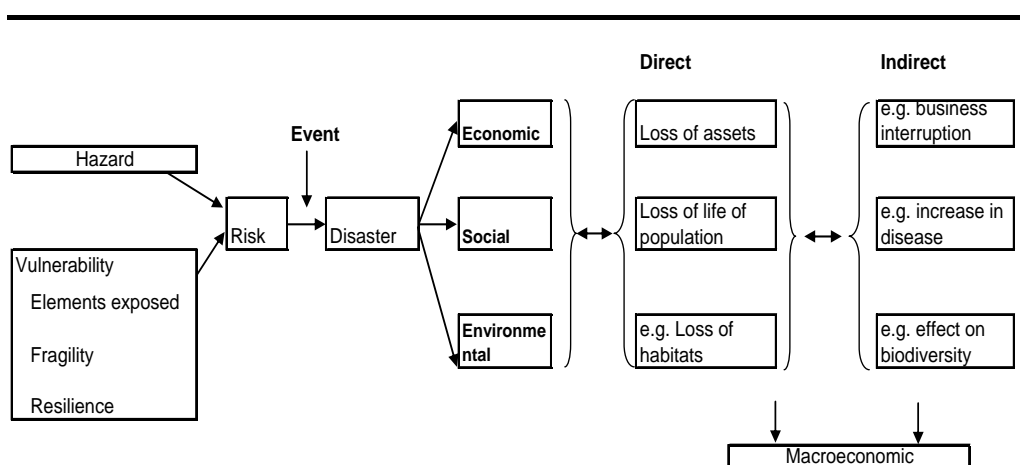 Direct
Indirect
Event
Hazard
Risk
Disaster
Vulnerability
Elements exposed
Fragility
Resilience
Economic
Social
Environme
ntal
Loss of assets
Loss of life of
population
e.g. Loss of
habitats
e.g. business
interruption
e.g. increase in
disease
e.g. effect on
biodiversity
Macroeconomic